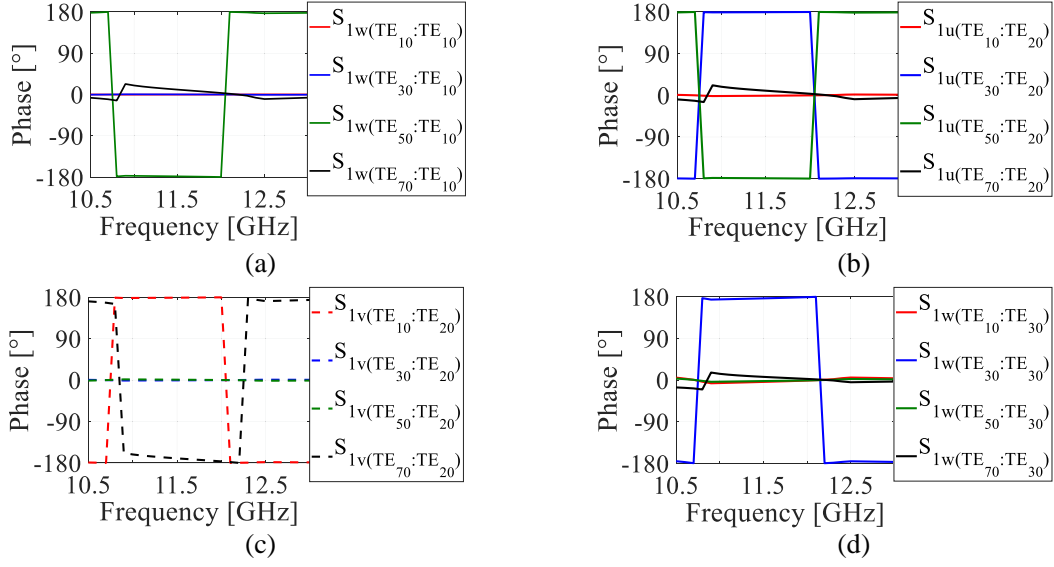 180
90
0
-90
-180
10.5 11.5 12.5
Phase [°]
Frequency [GHz]
S1w(TE10:TE10)
S1w(TE30:TE10)
S1w(TE50:TE10)
S1w(TE70:TE10)
(a)
180
90
0
-90
-180
10.5 11.5 12.5
Phase [°]
Frequency [GHz]
S1u(TE10:TE20)
S1u(TE30:TE20)
S1u(TE50:TE20)
S1u(TE70:TE20)
(b)
180
90
0
-90
-180
10.5 11.5 12.5
Phase [°]
Frequency [GHz]
S1v(TE10:TE20)
S1v(TE30:TE20)
S1v(TE50:TE20)
S1v(TE70:TE20)
(c)
180
90
0
-90
-180
10.5 11.5 12.5
Phase [°]
Frequency [GHz]
S1w(TE10:TE30)
S1w(TE30:TE30)
S1w(TE50:TE30)
S1w(TE70:TE30)
(d)